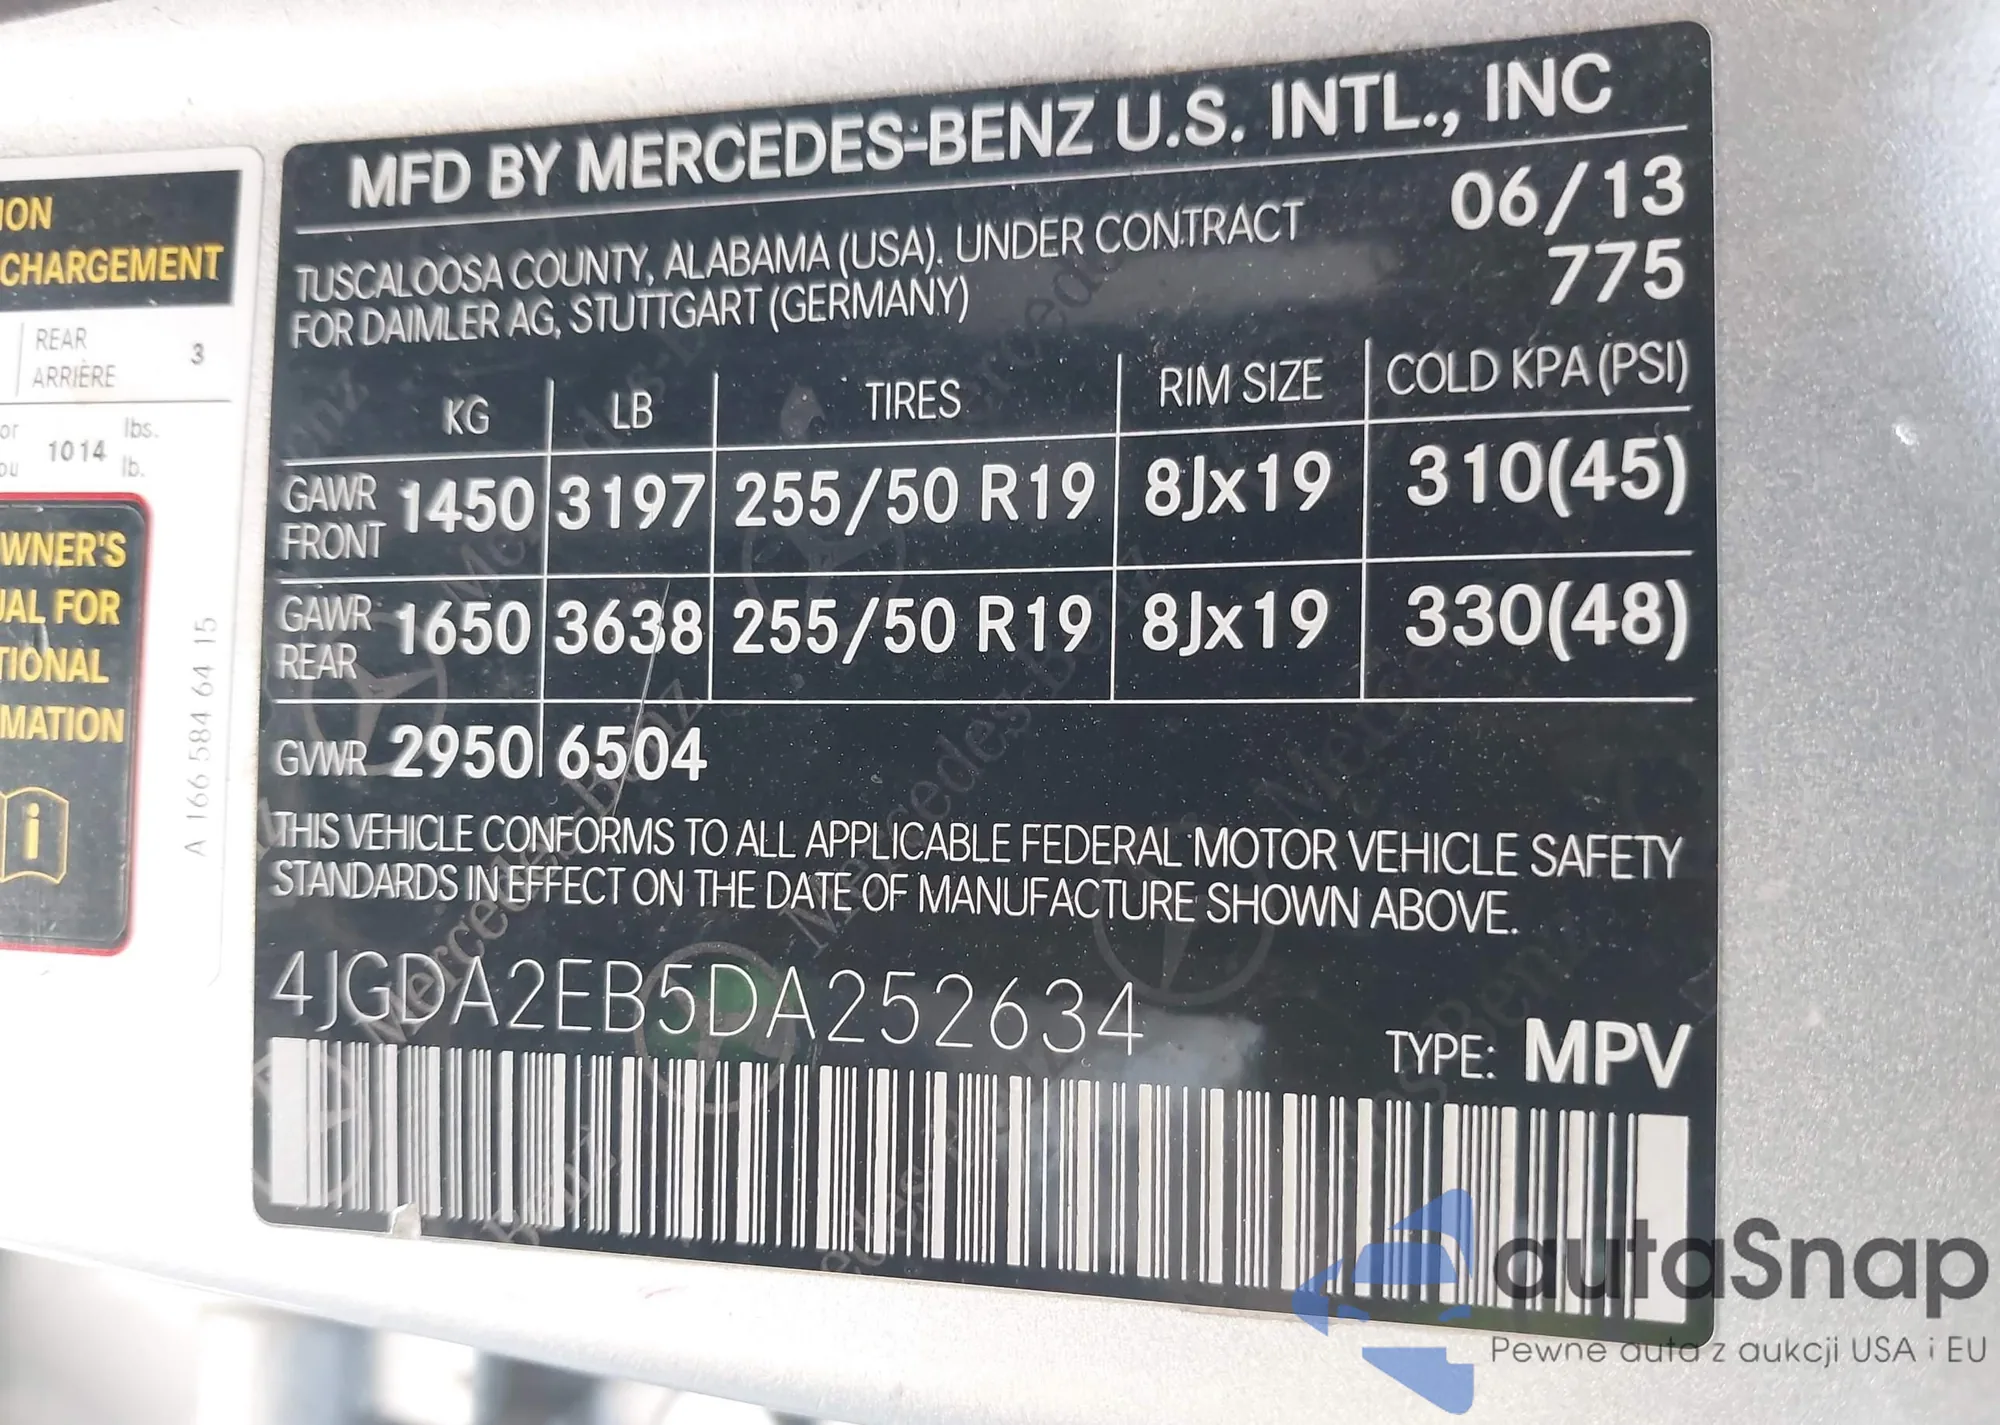 ION
CHARGEMENT
REAR
ARRIÈRE 3
or
ou 1014 lbs.
lb.
WNER'S
UAL FOR
TIONAL
MATION
A 166 584 64 15
MFD BY MERCEDES-BENZ U.S. INTL., INC
TUSCALOOSA COUNTY, ALABAMA (USA). UNDER CONTRACT
FOR DAIMLER AG, STUTTGART (GERMANY)
06/13
775
KG LB TIRES RIM SIZE COLD KPA (PSI)
GAWR
FRONT 1450 3197 255/50 R19 8Jx19 310(45)
GAWR
REAR 1650 3638 255/50 R19 8Jx19 330(48)
GVWR 2950 6504
THIS VEHICLE CONFORMS TO ALL APPLICABLE FEDERAL MOTOR VEHICLE SAFETY
STANDARDS IN EFFECT ON THE DATE OF MANUFACTURE SHOWN ABOVE.
4JGDA2EB5DA252634
TYPE: MPV
autaSnap
Pewne auta z aukcji USA i EU